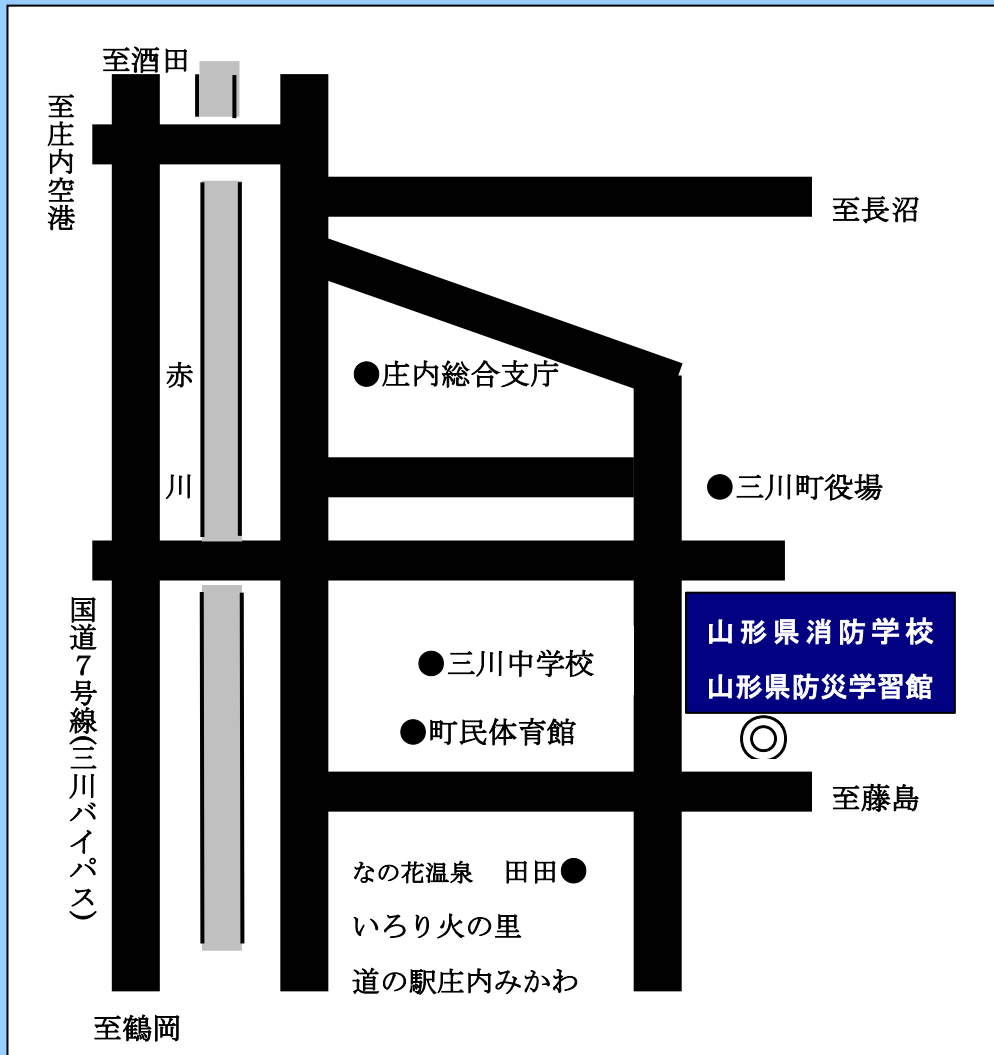 至酒田
至庄内空港
至長沼
赤川
●庄内総合支庁
●三川町役場
国道７号線(三川バイパス)
山形県消防学校
山形県防災学習館
●三川中学校
●町民体育館
至藤島
なの花温泉　田田●
いろり火の里
道の駅庄内みかわ
至鶴岡